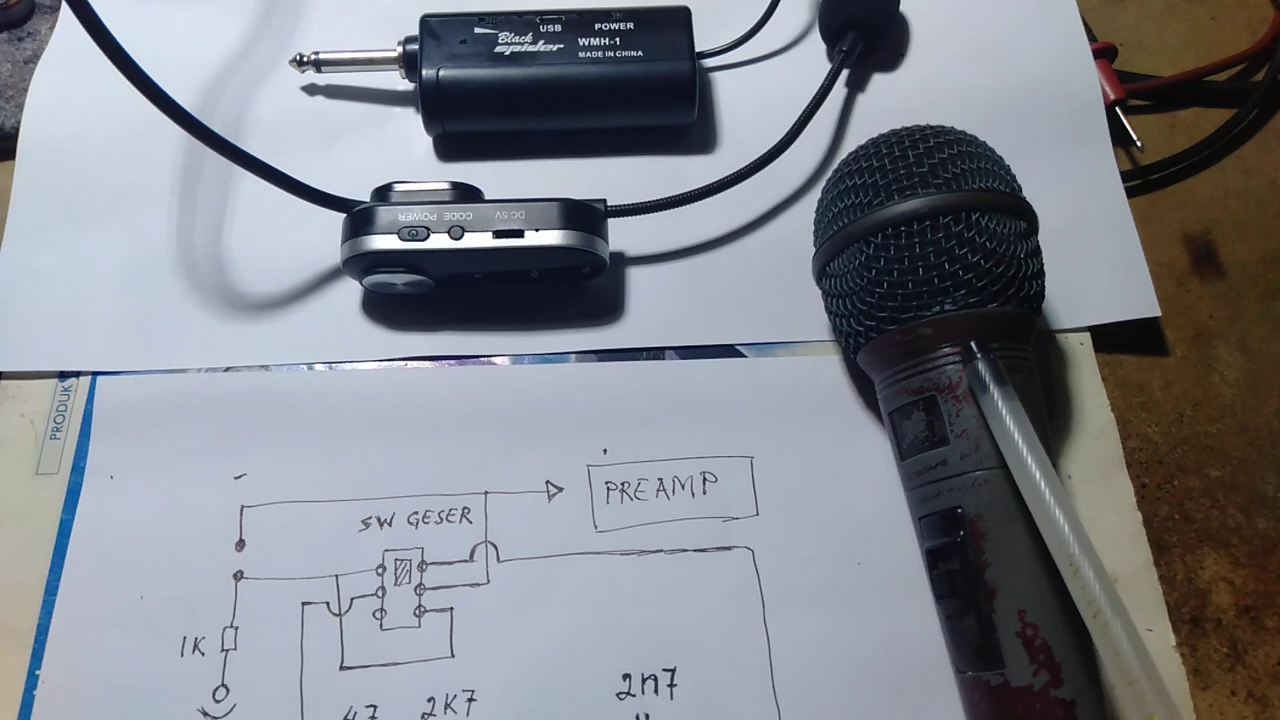 USB
POWER
Black
spider
WMH-1
MADE IN CHINA
POWER
CODE
DC 5V
PRODUK
PREAMP
SW GESER
1K
47
2K7
2n7